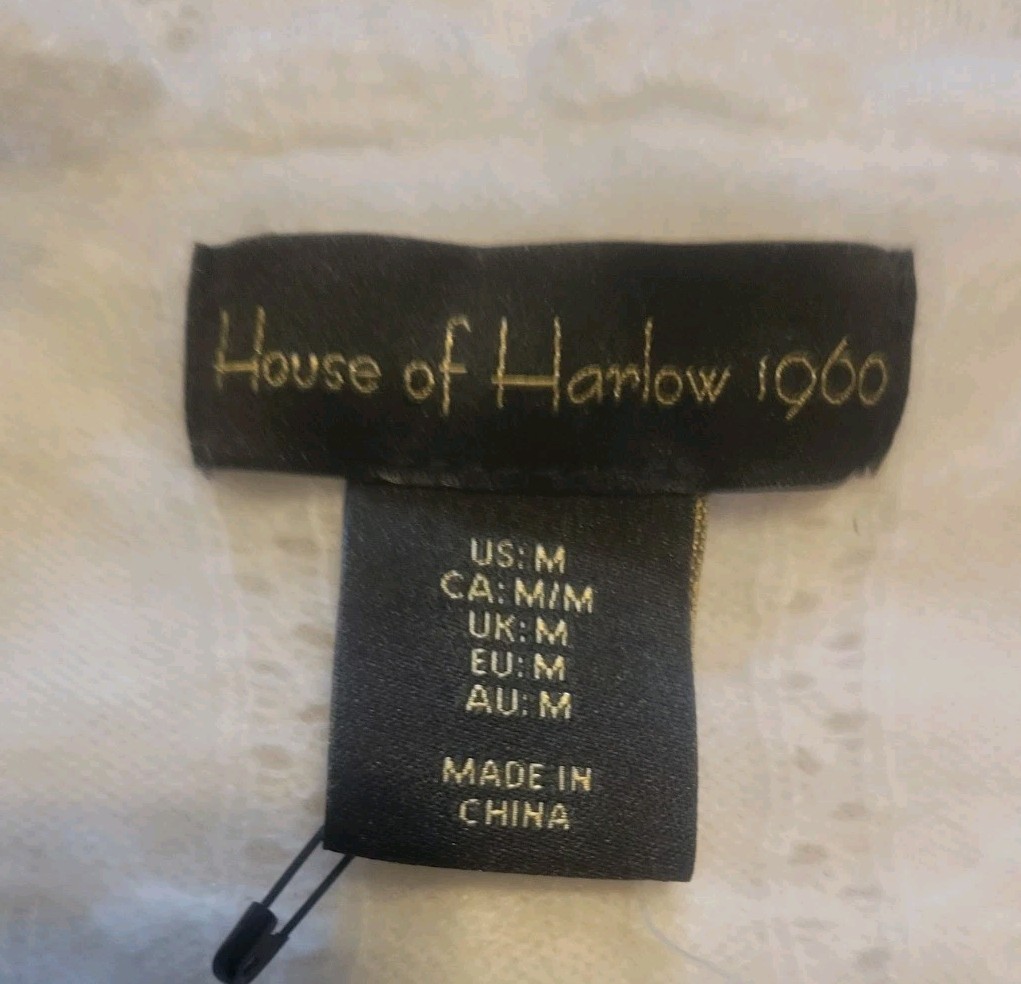 House of Harlow 1960
US: M
CA: M/M
UK: M
EU: M
AU: M
MADE IN
CHINA